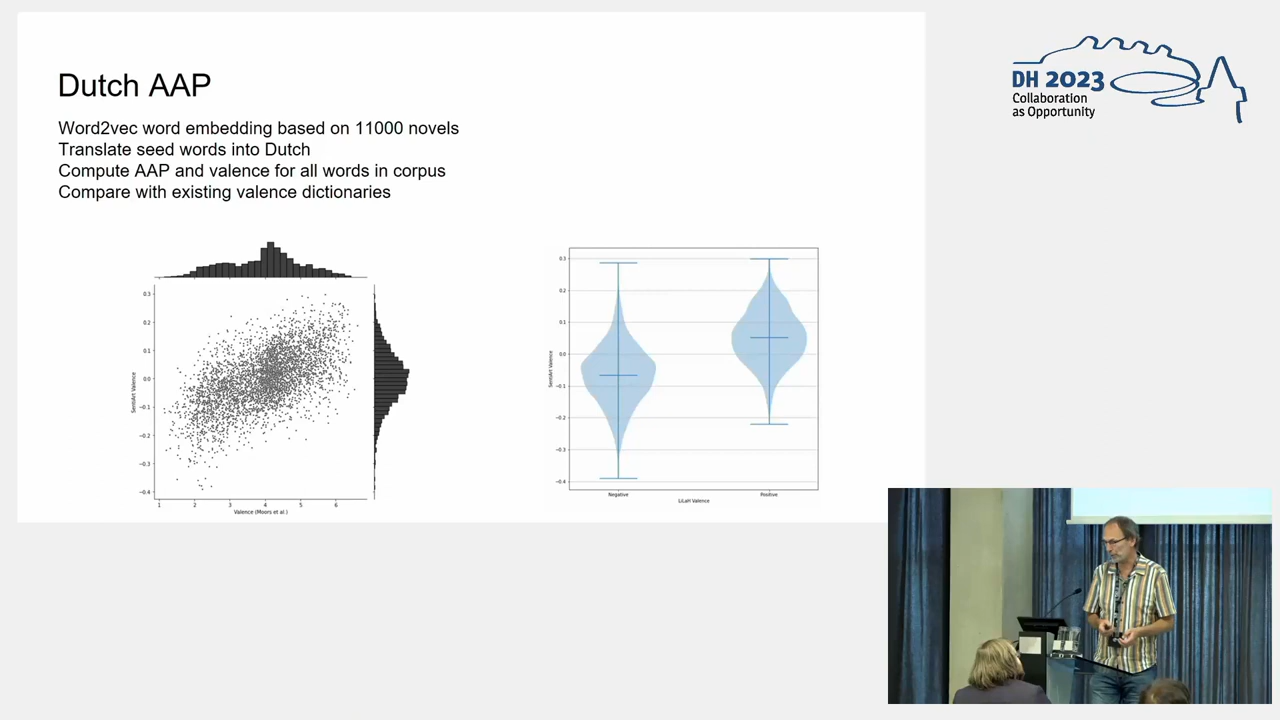 Dutch AAP
Word2vec word embedding based on 11000 novels
Translate seed words into Dutch
Compute AAP and valence for all words in corpus
Compare with existing valence dictionaries
DH 2023
Collaboration
as Opportunity
0.3
0.2
0.1
0.0
−0.1
−0.2
−0.3
−0.4
SentiArt Valence
1 2 3 4 5 6
Valence (Moors et al.)
0.3
0.2
0.1
0.0
−0.1
−0.2
−0.3
−0.4
SentiArt Valence
Negative Positive
LiLaH Valence